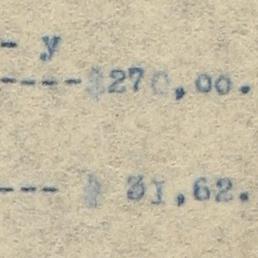 - y
-----$270,00.
--- $ 31,62.